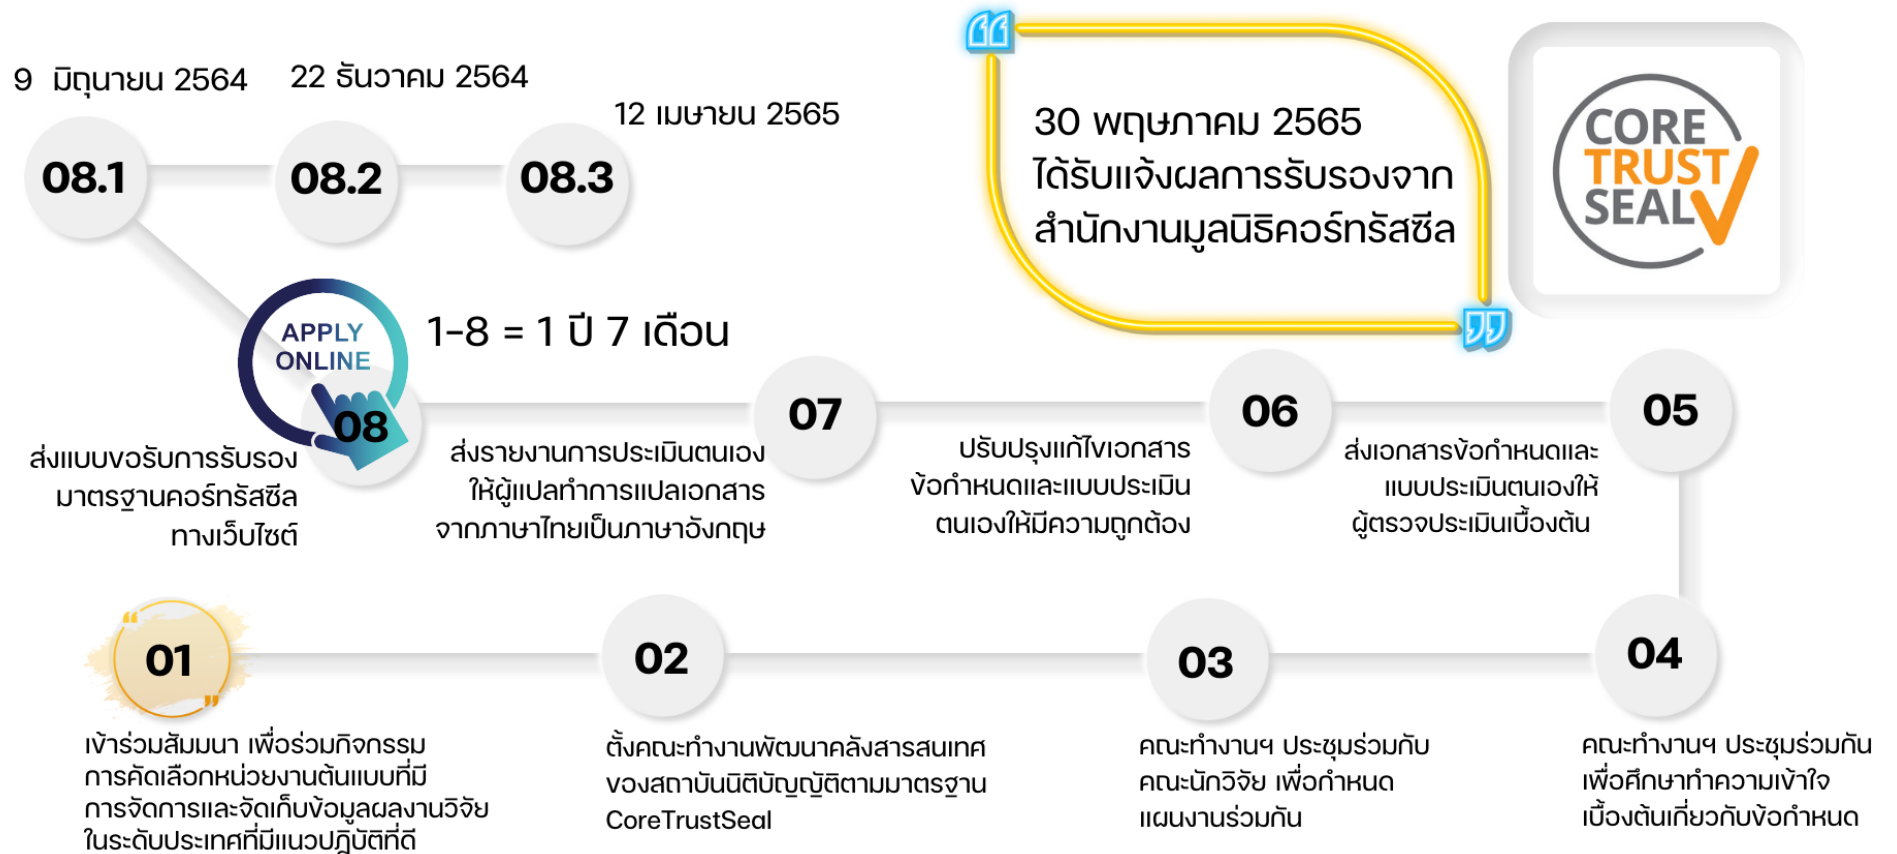 9 มิถุนายน 2564
22 ธันวาคม 2564
12 เมษายน 2565
08.1
08.2
08.3
30 พฤษภาคม 2565
ได้รับแจ้งผลการรับรองจาก
สำนักงานมูลนิธิคอร์ทรัสซีล
CORE
TRUST
SEAL
APPLY
ONLINE
1-8 = 1 ปี 7 เดือน
08
ส่งแบบขอรับการรับรอง
มาตรฐานคอร์ทรัสซีล
ทางเว็บไซต์
07
ส่งรายงานการประเมินตนเอง
ให้ผู้แปลทำการแปลเอกสาร
จากภาษาไทยเป็นภาษาอังกฤษ
06
ปรับปรุงแก้ไขเอกสาร
ข้อกำหนดและแบบประเมิน
ตนเองให้มีความถูกต้อง
05
ส่งเอกสารข้อกำหนดและ
แบบประเมินตนเองให้
ผู้ตรวจประเมินเบื้องต้น
01
เข้าร่วมสัมมนา เพื่อร่วมกิจกรรม
การคัดเลือกหน่วยงานต้นแบบที่มี
การจัดการและจัดเก็บข้อมูลผลงานวิจัย
ในระดับประเทศที่มีแนวปฏิบัติที่ดี
02
ตั้งคณะทำงานพัฒนาคลังสารสนเทศ
ของสถาบันนิติบัญญัติตามมาตรฐาน
CoreTrustSeal
03
คณะทำงานฯ ประชุมร่วมกับ
คณะนักวิจัย เพื่อกำหนด
แผนงานร่วมกัน
04
คณะทำงานฯ ประชุมร่วมกัน
เพื่อศึกษาทำความเข้าใจ
เบื้องต้นเกี่ยวกับข้อกำหนด